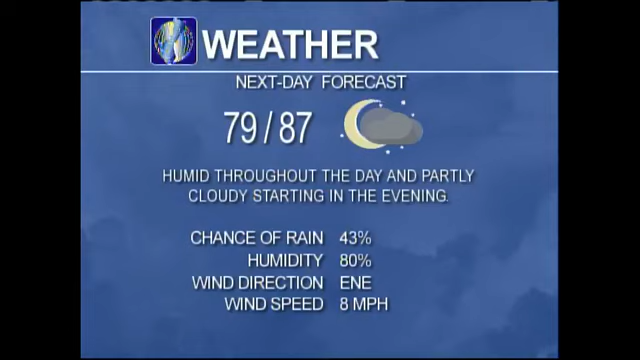 WEATHER
NEXT-DAY FORECAST
79 / 87
HUMID THROUGHOUT THE DAY AND PARTLY
CLOUDY STARTING IN THE EVENING.
CHANCE OF RAIN 43%
HUMIDITY 80%
WIND DIRECTION ENE
WIND SPEED 8 MPH